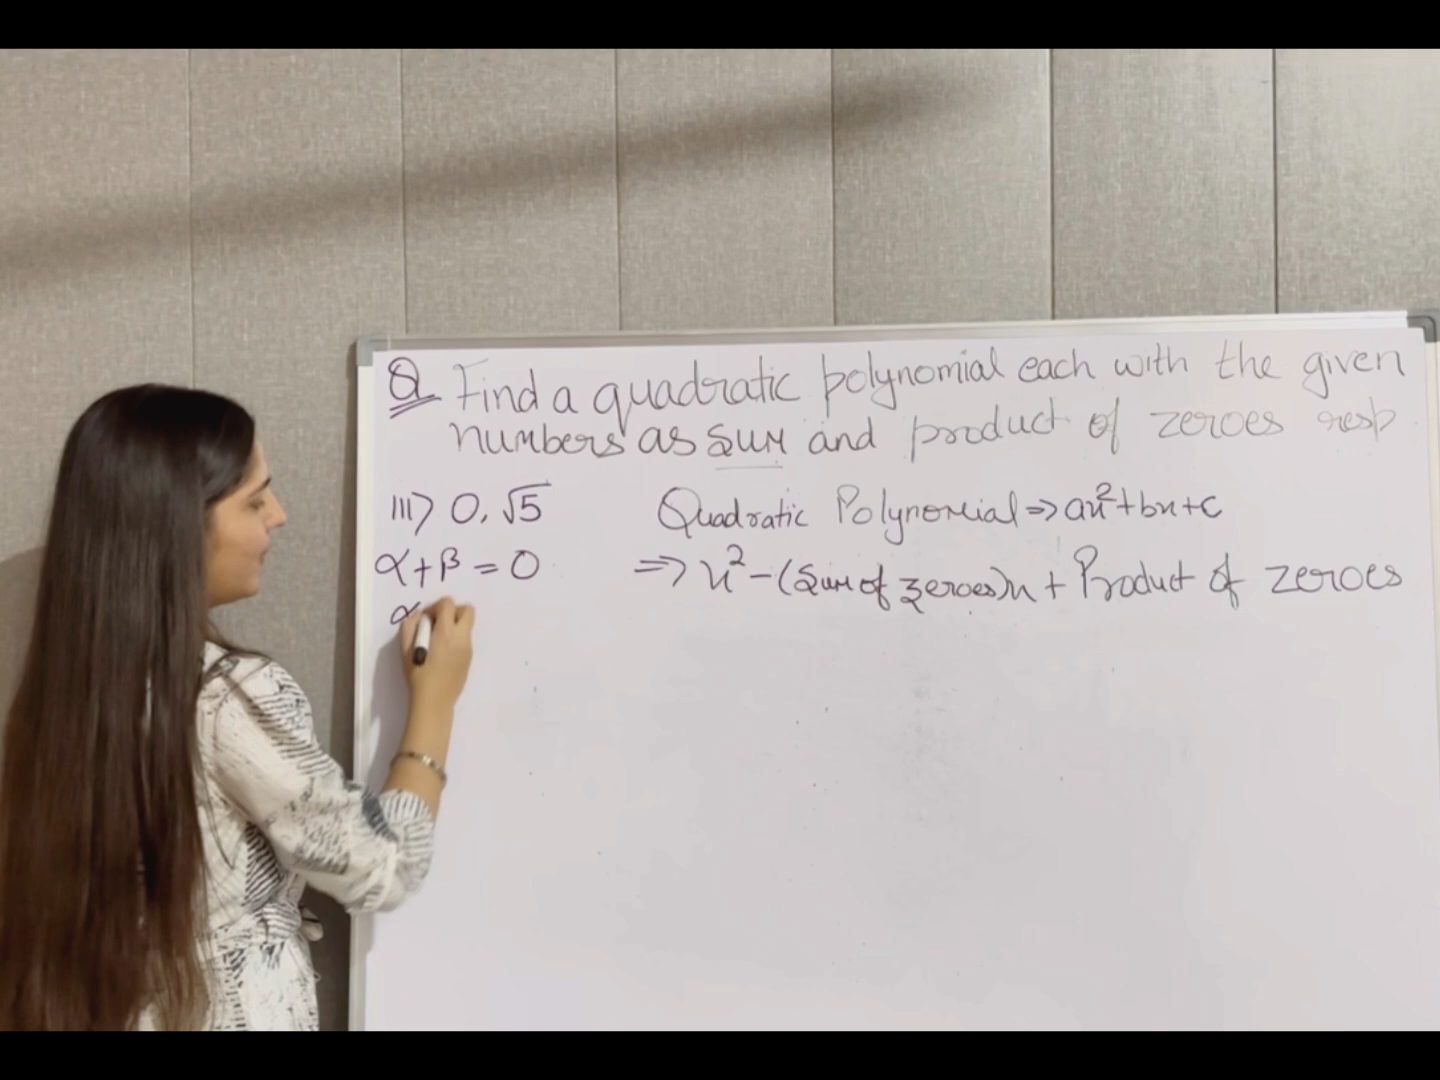 Q Find a quadratic polynomial each with the given
numbers as sum and product of zeroes resp
III) 0, √5
Quadratic Polynomial ⇒ ax²+bx+c
α+β = 0
⇒ x² - (Sum of zeroes)x + Product of zeroes
α